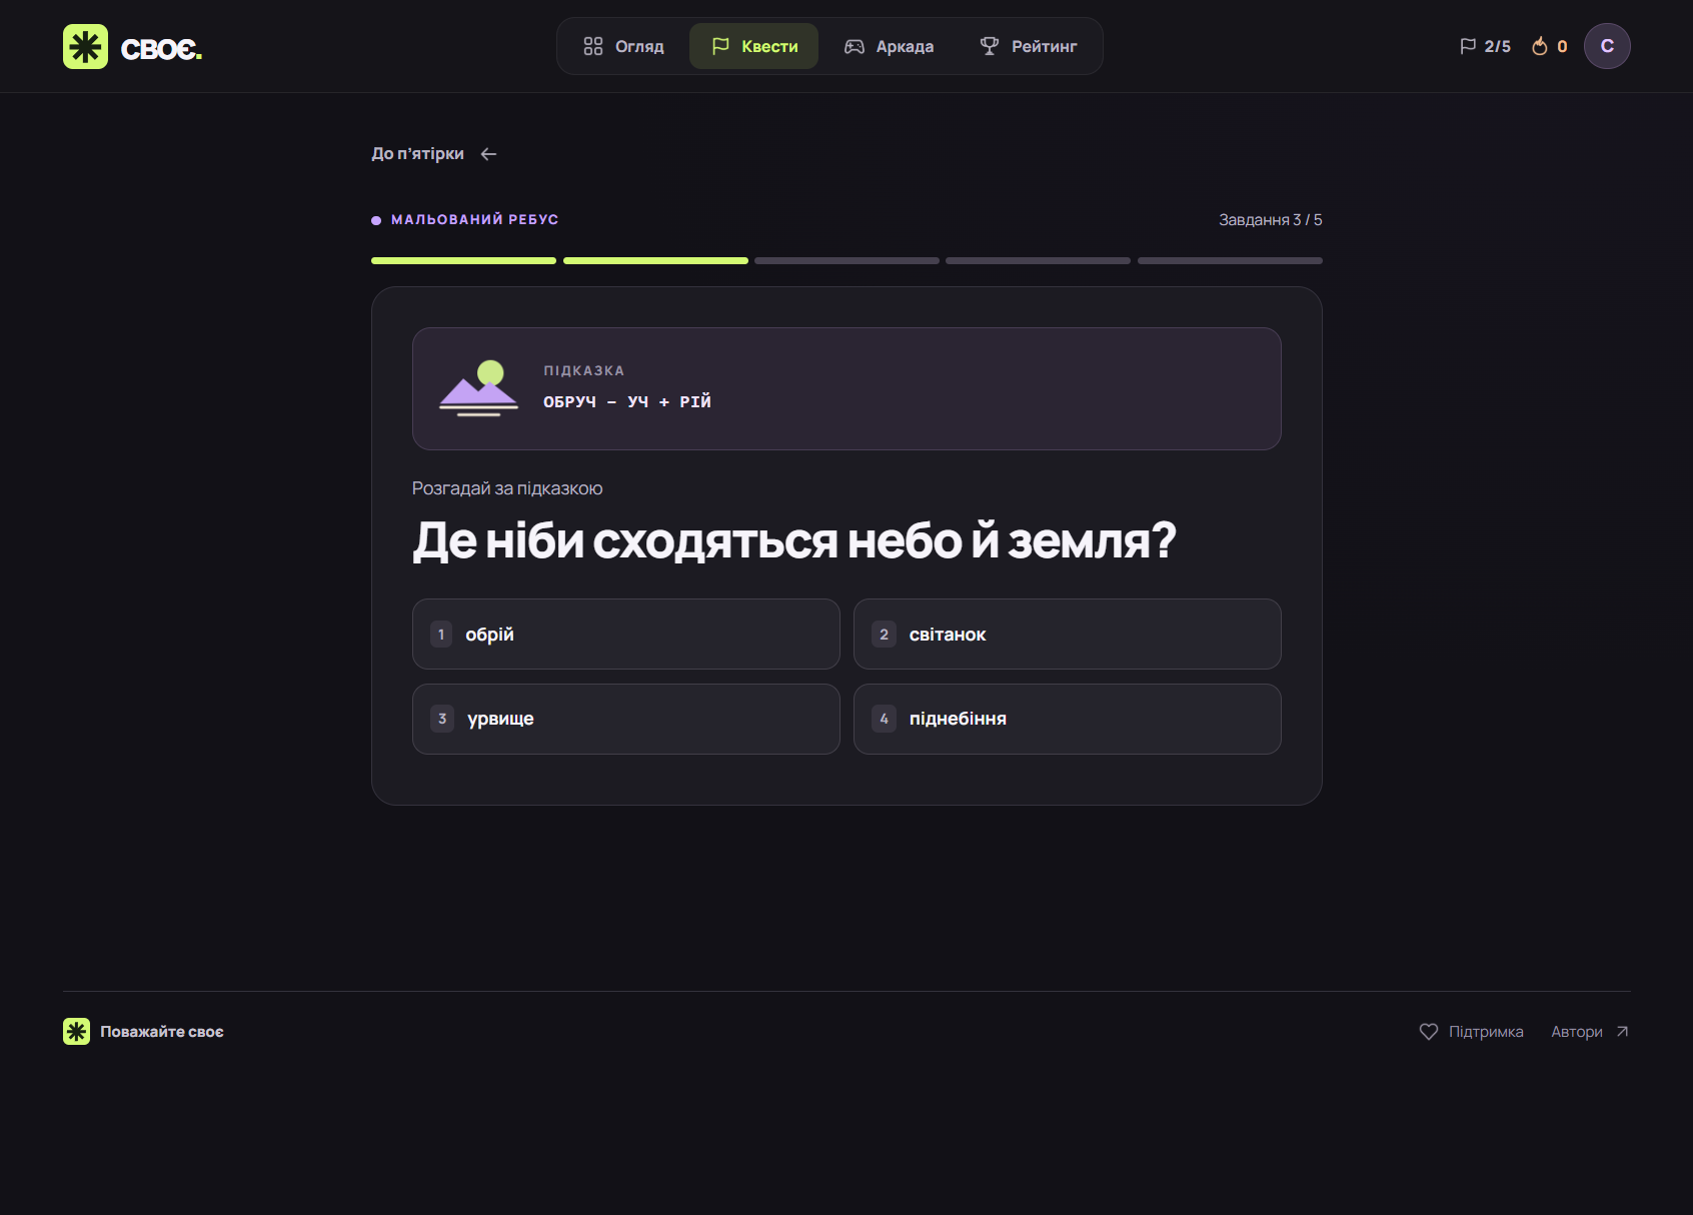 СВОЄ.
Огляд
Квести
Аркада
Рейтинг
2/5
0
С
До п’ятірки
МАЛЬОВАНИЙ РЕБУС
Завдання 3 / 5
ПІДКАЗКА
ОБРУЧ − УЧ + РІЙ
Розгадай за підказкою
Де ніби сходяться небо й земля?
1 обрій
2 світанок
3 урвище
4 піднебіння
Поважайте своє
Підтримка
Автори